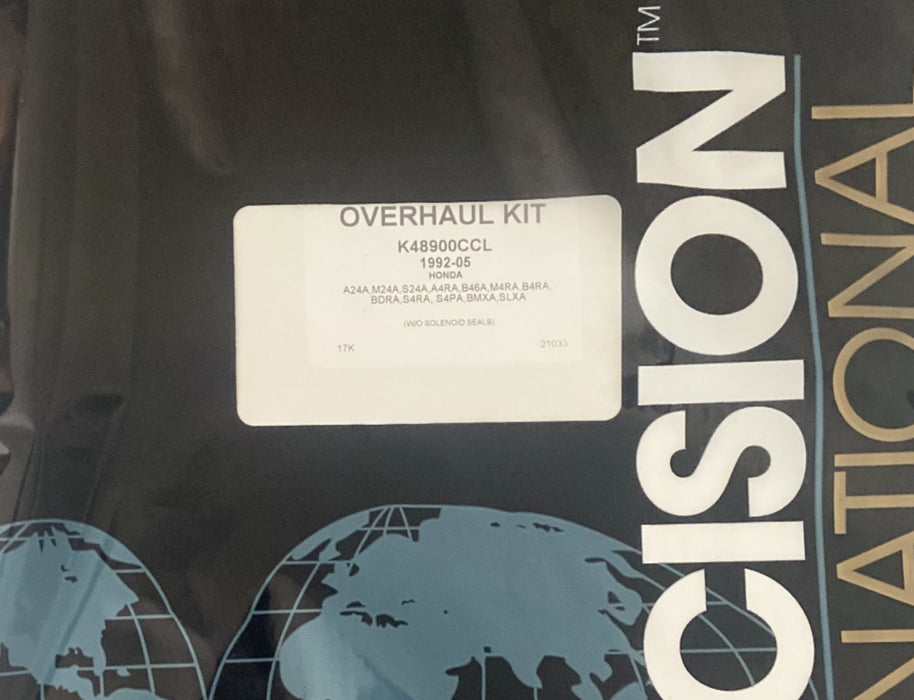 OVERHAUL KIT
K48900CCL
1992-05
HONDA
A24A,M24A,S24A,A4RA,B46A,M4RA,B4RA,
BDRA,S4RA, S4PA,BMXA,SLXA
(W/O SOLENOID SEALS)
17K 21033
CISION™
NATIONAL